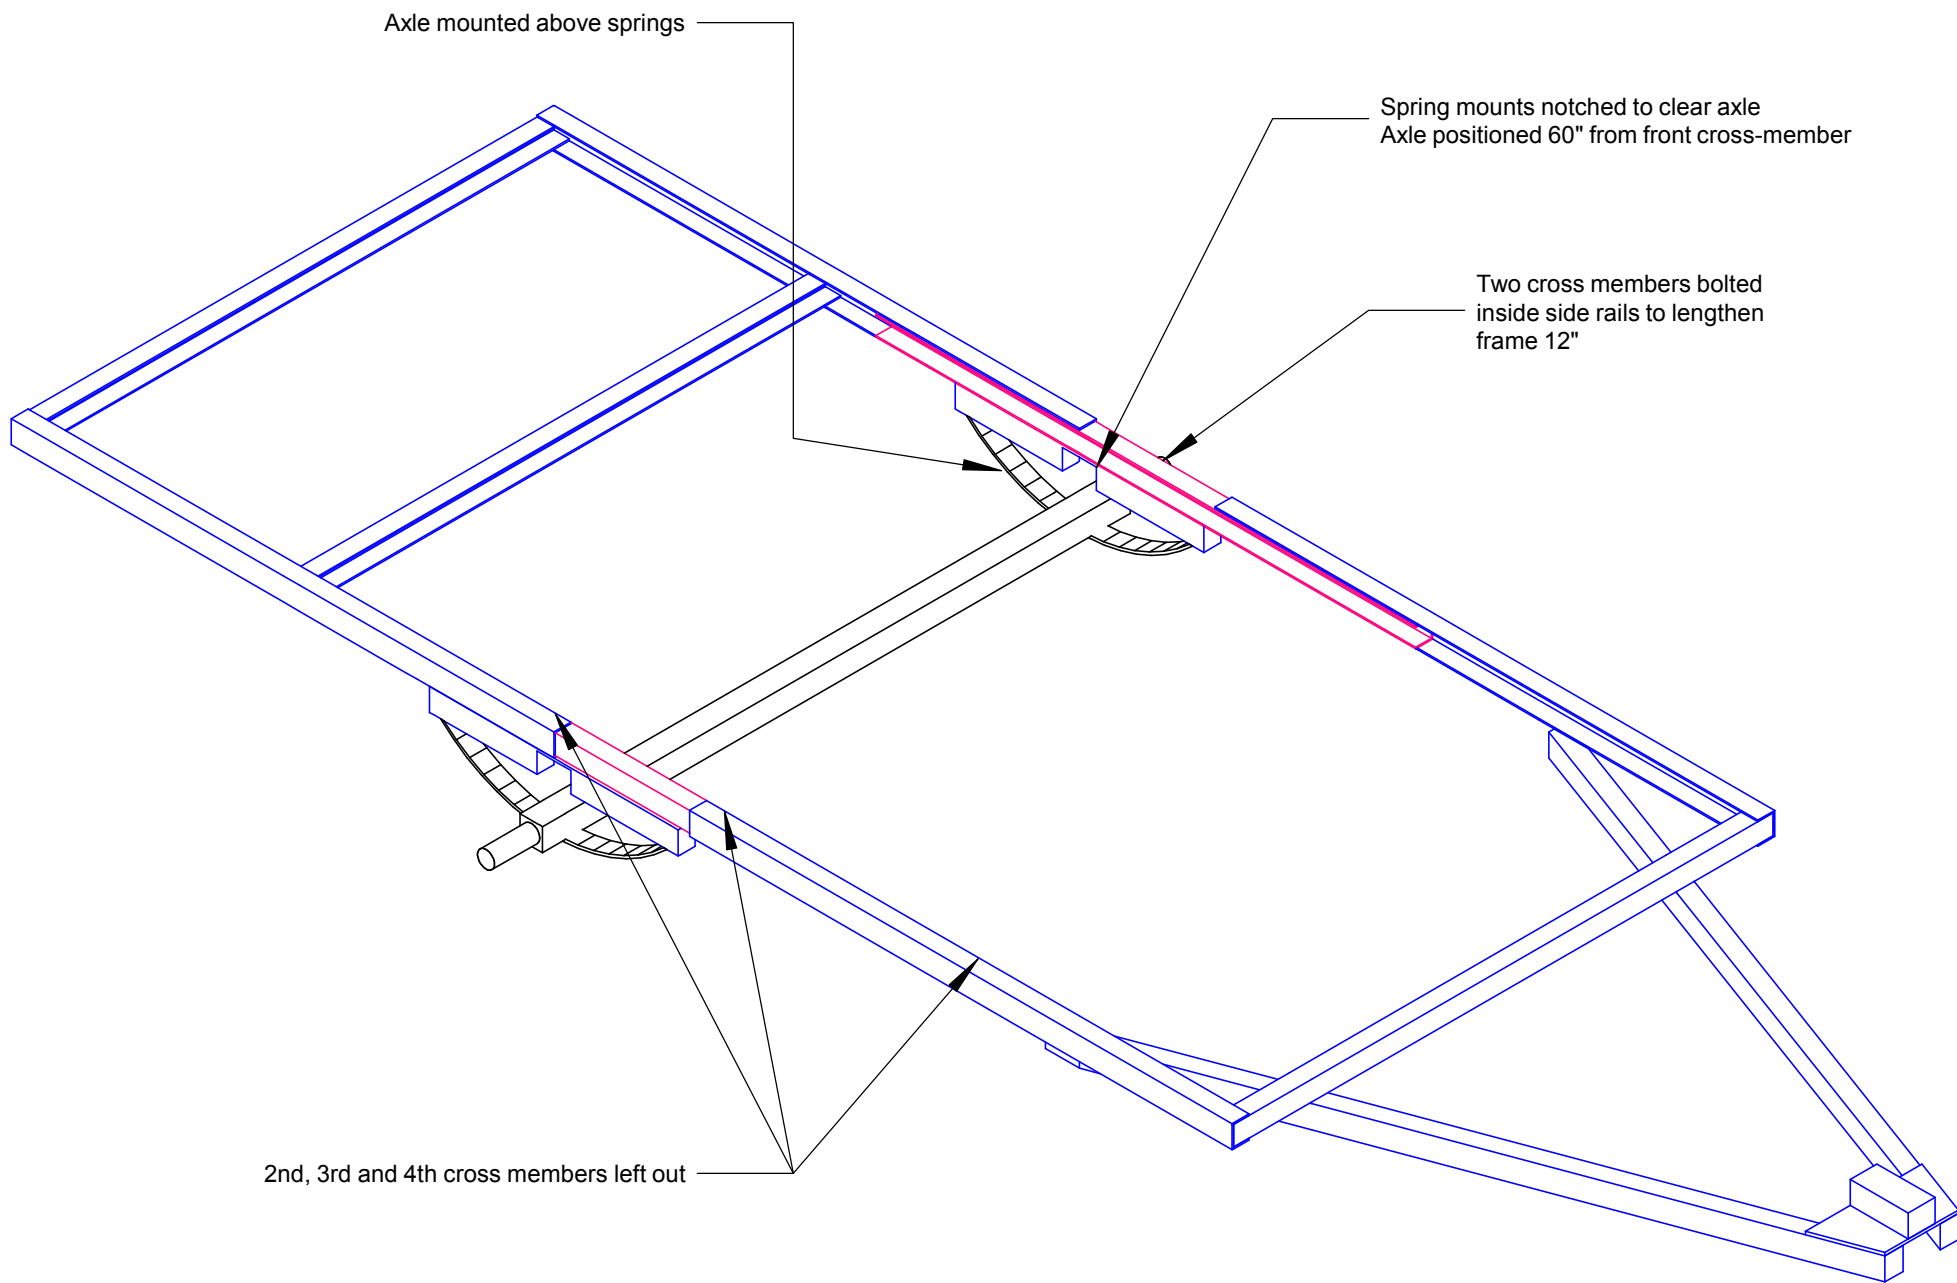 Axle mounted above springs
Spring mounts notched to clear axle
Axle positioned 60" from front cross-member
Two cross members bolted
inside side rails to lengthen
frame 12"
2nd, 3rd and 4th cross members left out